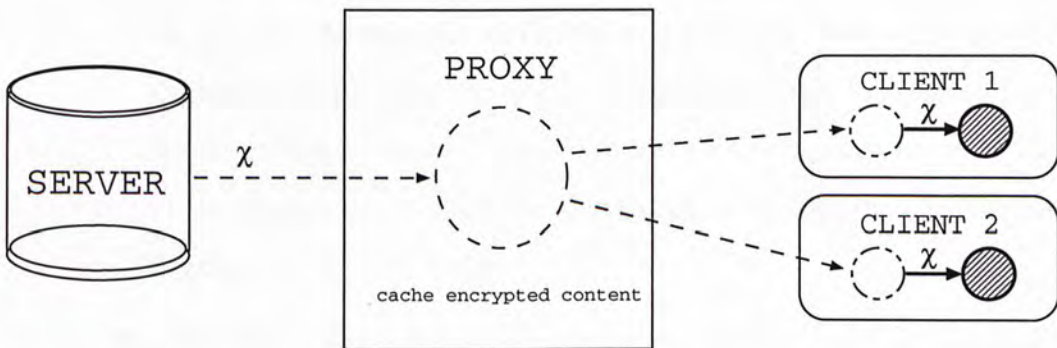 PROXY
CLIENT 1
χ
χ
SERVER
CLIENT 2
χ
cache encrypted content